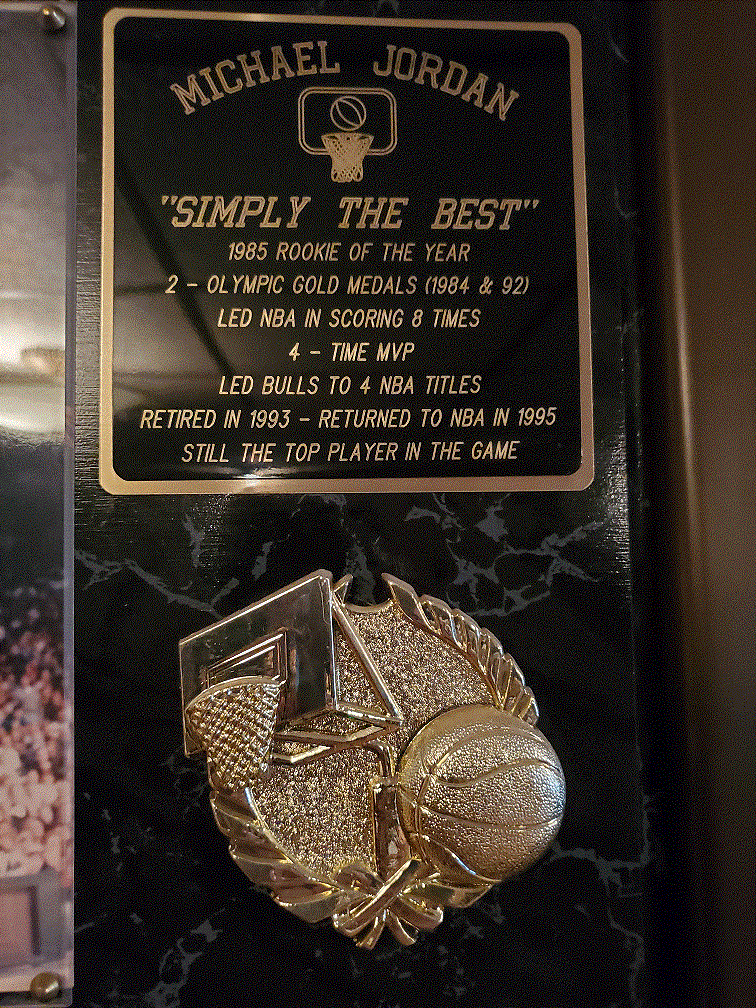 MICHAEL JORDAN
"SIMPLY THE BEST"
1985 ROOKIE OF THE YEAR
2 - OLYMPIC GOLD MEDALS (1984 & 92)
LED NBA IN SCORING 8 TIMES
4 - TIME MVP
LED BULLS TO 4 NBA TITLES
RETIRED IN 1993 - RETURNED TO NBA IN 1995
STILL THE TOP PLAYER IN THE GAME